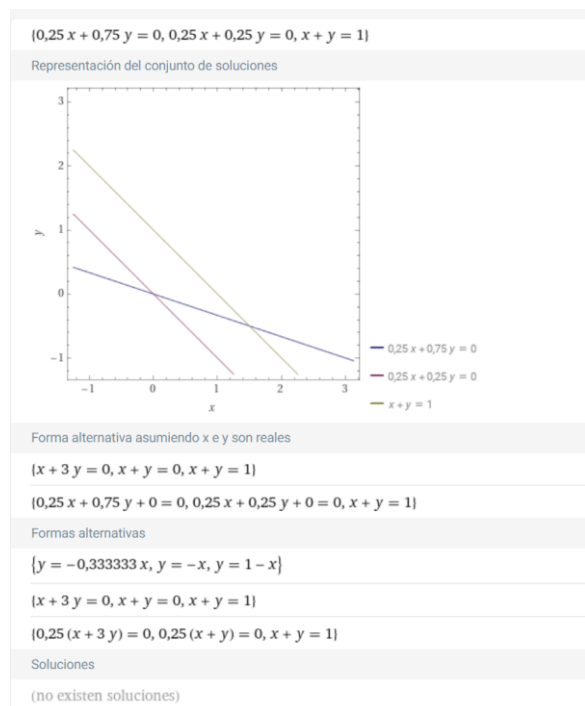 {0,25 x + 0,75 y = 0, 0,25 x + 0,25 y = 0, x + y = 1}
Representación del conjunto de soluciones
3
2
1
0
−1
y
−1 0 1 2 3
x
0,25 x + 0,75 y = 0
0,25 x + 0,25 y = 0
x + y = 1
Forma alternativa asumiendo x e y son reales
{x + 3 y = 0, x + y = 0, x + y = 1}
{0,25 x + 0,75 y + 0 = 0, 0,25 x + 0,25 y + 0 = 0, x + y = 1}
Formas alternativas
{y = −0,333333 x, y = −x, y = 1 − x}
{x + 3 y = 0, x + y = 0, x + y = 1}
{0,25 (x + 3 y) = 0, 0,25 (x + y) = 0, x + y = 1}
Soluciones
(no existen soluciones)